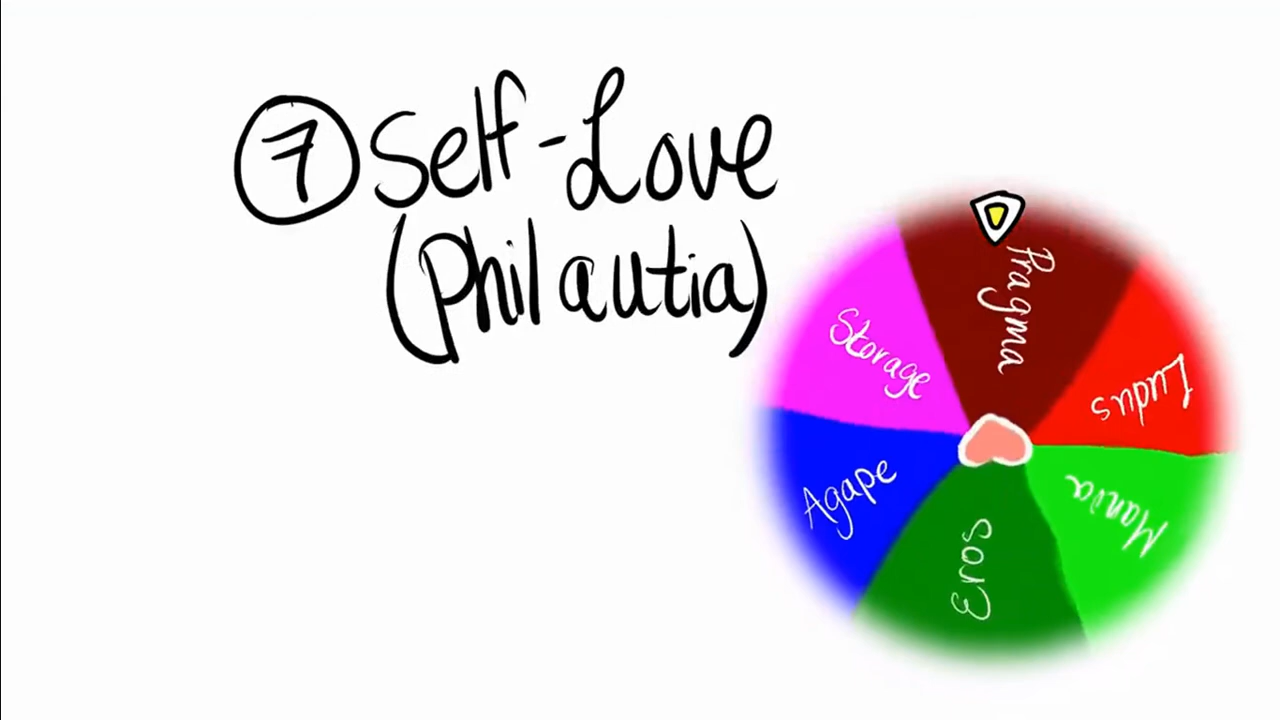 7 Self-Love
(Philautia)
Pragma
Storage
Ludus
Agape
Mania
Eros